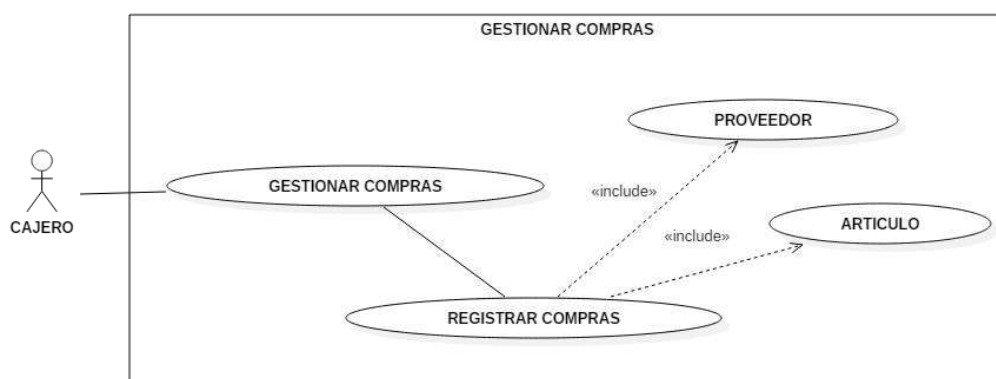 GESTIONAR COMPRAS
PROVEEDOR
GESTIONAR COMPRAS
«include»
CAJERO
ARTICULO
«include»
REGISTRAR COMPRAS